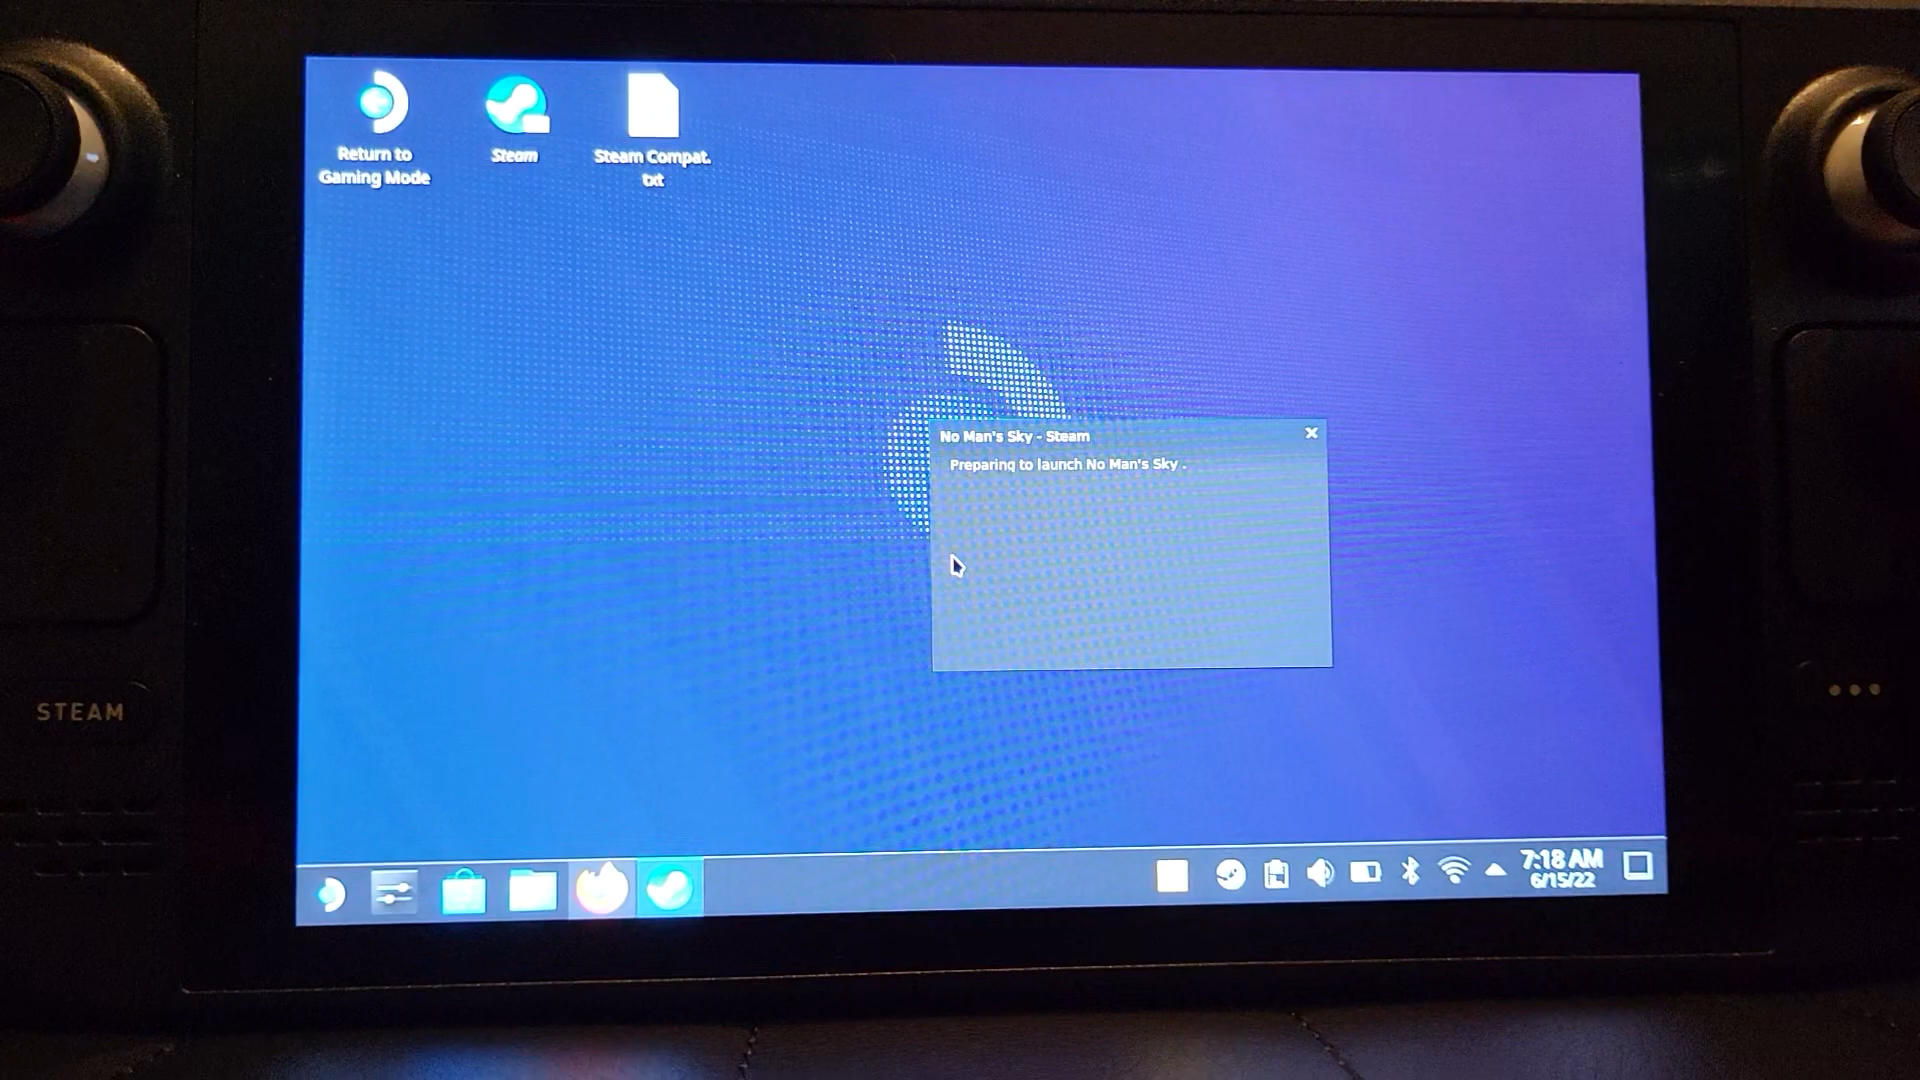 Return to
Gaming Mode
Steam
Steam Compat.
txt
No Man's Sky - Steam
Preparing to launch No Man's Sky .
STEAM
7:18 AM
6/15/22